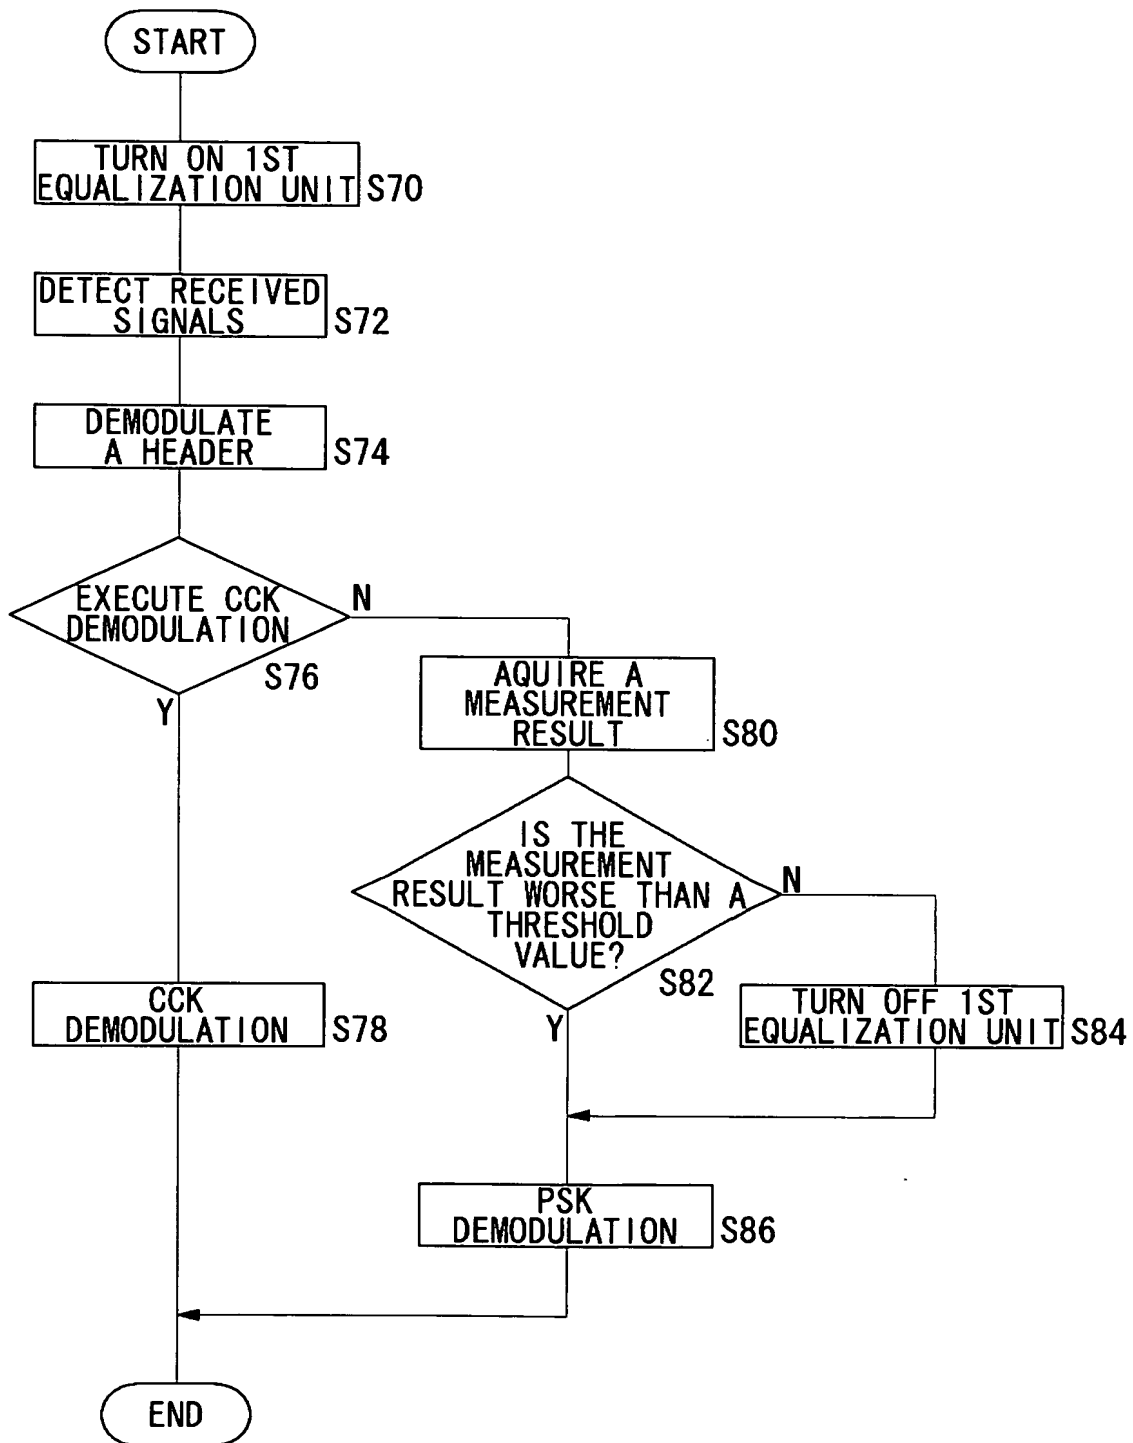 START
TURN ON 1ST
EQUALIZATION UNIT
S70
DETECT RECEIVED
SIGNALS
S72
DEMODULATE
A HEADER
S74
EXECUTE CCK
DEMODULATION
S76
N
Y
AQUIRE A
MEASUREMENT
RESULT
S80
IS THE
MEASUREMENT
RESULT WORSE THAN A
THRESHOLD
VALUE?
S82
N
Y
TURN OFF 1ST
EQUALIZATION UNIT
S84
CCK
DEMODULATION
S78
PSK
DEMODULATION
S86
END